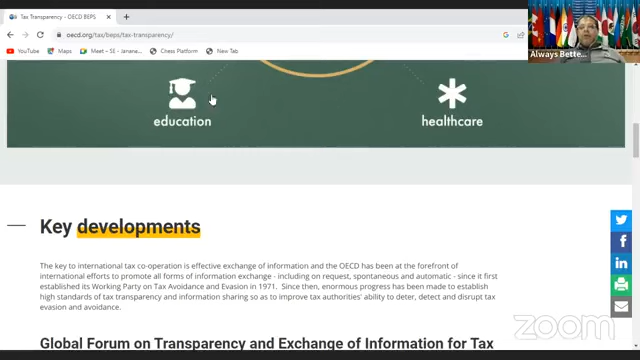 Tax Transparency - OECD BEPS
oecd.org/tax/beps/tax-transparency/
YouTube
Maps
Meet – SE - Janana...
Chess Platform
New Tab
Always Bette...
education
healthcare
Key developments
The key to international tax co-operation is effective exchange of information and the OECD has been at the forefront of
international efforts to promote all forms of information exchange - including on request, spontaneous and automatic - since it first
established its Working Party on Tax Avoidance and Evasion in 1971. Since then, enormous progress has been made to establish
high standards of tax transparency and information sharing so as to improve tax authorities' ability to deter, detect and disrupt tax
evasion and avoidance.
Global Forum on Transparency and Exchange of Information for Tax
zoom